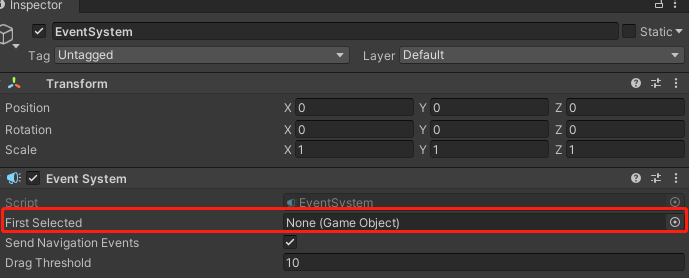 Inspector
EventSystem Static
Tag Untagged Layer Default
Transform
Position X 0 Y 0 Z 0
Rotation X 0 Y 0 Z 0
Scale X 1 Y 1 Z 1
Event System
Script EventSystem
First Selected None (Game Object)
Send Navigation Events
Drag Threshold 10